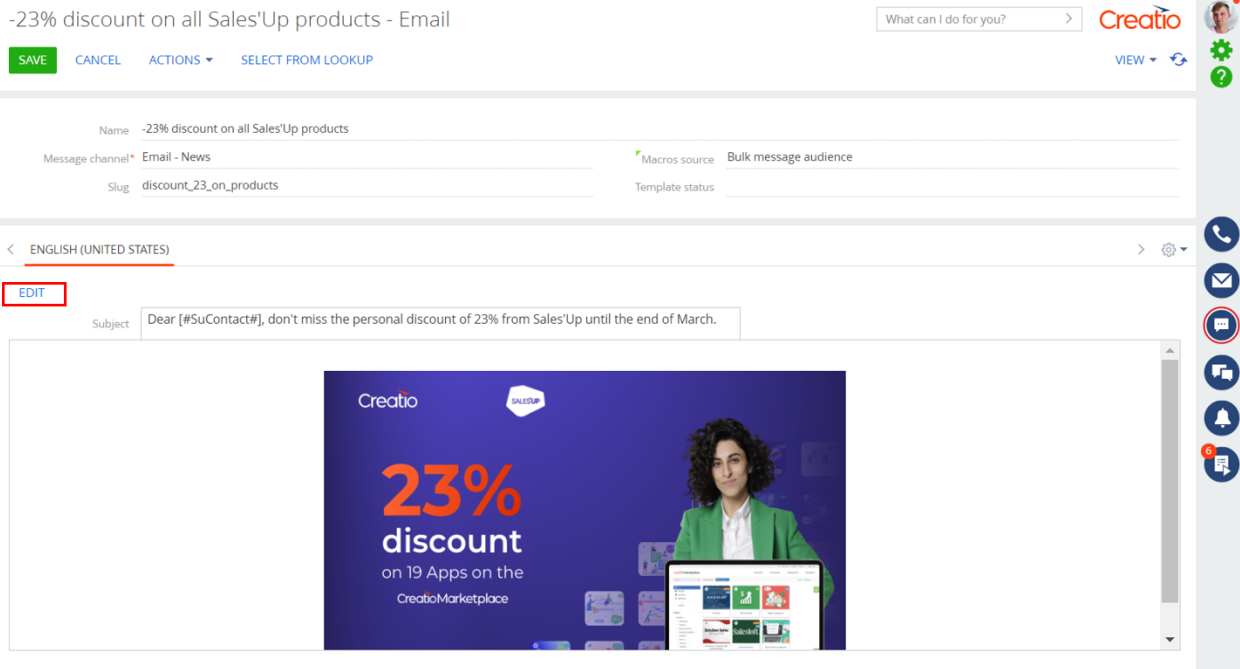 -23% discount on all Sales'Up products - Email
What can I do for you?
Creatio
SAVE CANCEL ACTIONS SELECT FROM LOOKUP
VIEW
Name -23% discount on all Sales'Up products
Message channel* Email - News
Macros source Bulk message audience
Slug discount_23_on_products
Template status
ENGLISH (UNITED STATES)
EDIT
Subject Dear [#SuContact#], don't miss the personal discount of 23% from Sales'Up until the end of March.
Creatio
SALES'UP
23%
discount
on 19 Apps on the
CreatioMarketplace
6